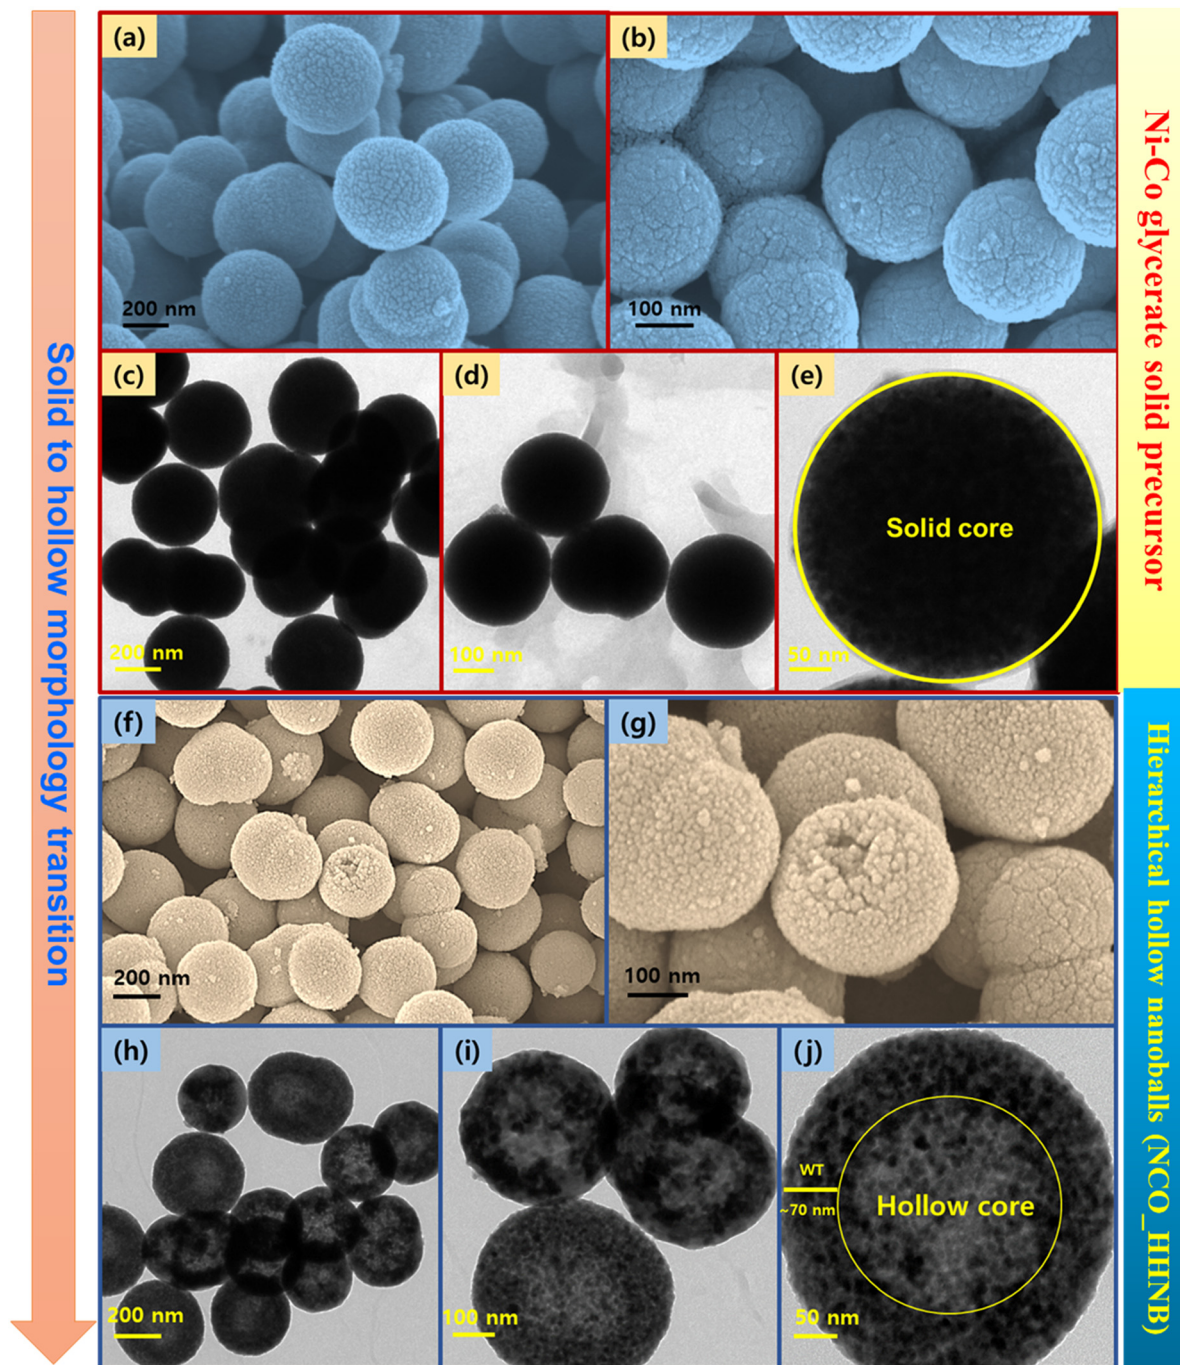 Solid to hollow morphology transition
(a)
200 nm
(b)
100 nm
Ni-Co glycerate solid precursor
(c)
200 nm
(d)
100 nm
(e)
Solid core
50 nm
(f)
200 nm
(g)
100 nm
Hierarchical hollow nanoballs (NCO_HHNB)
(h)
200 nm
(i)
100 nm
(j)
WT
~70 nm
Hollow core
50 nm